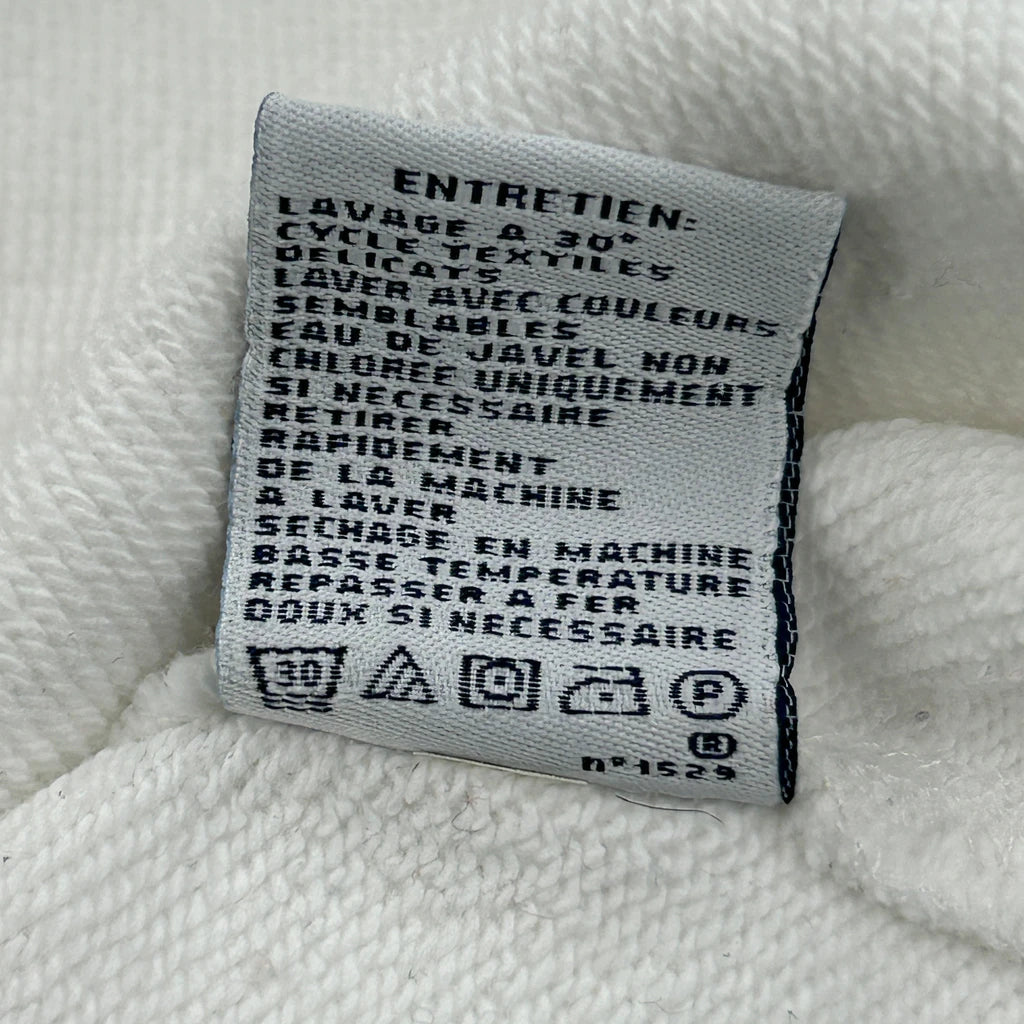 ENTRETIEN:
LAVAGE A 30°
CYCLE TEXTILES
DELICATS
LAVER AVEC COULEURS
SEMBLABLES
EAU DE JAVEL NON
CHLOREE UNIQUEMENT
SI NECESSAIRE
RETIRER
RAPIDEMENT
DE LA MACHINE
A LAVER
SECHAGE EN MACHINE
BASSE TEMPERATURE
REPASSER A FER
DOUX SI NECESSAIRE
30 P
®
n°1529